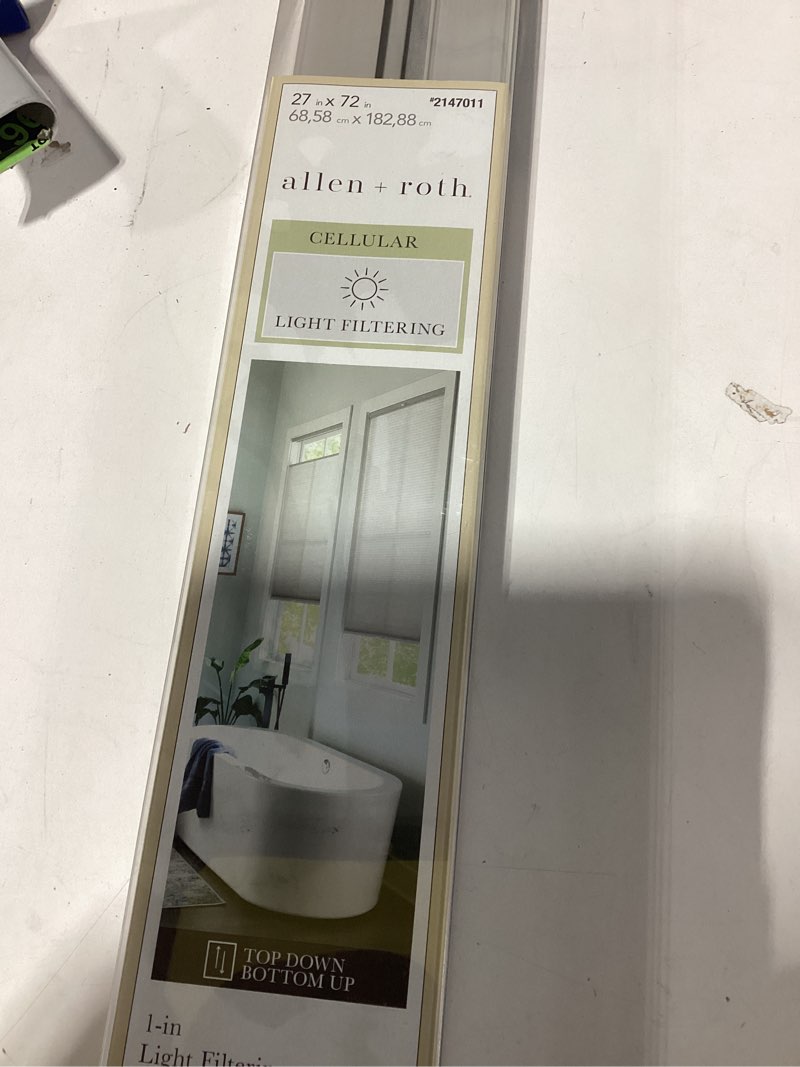 27 in x 72 in #2147011
68,58 cm x 182,88 cm
allen + roth
CELLULAR
LIGHT FILTERING
TOP DOWN
BOTTOM UP
1-in
Light